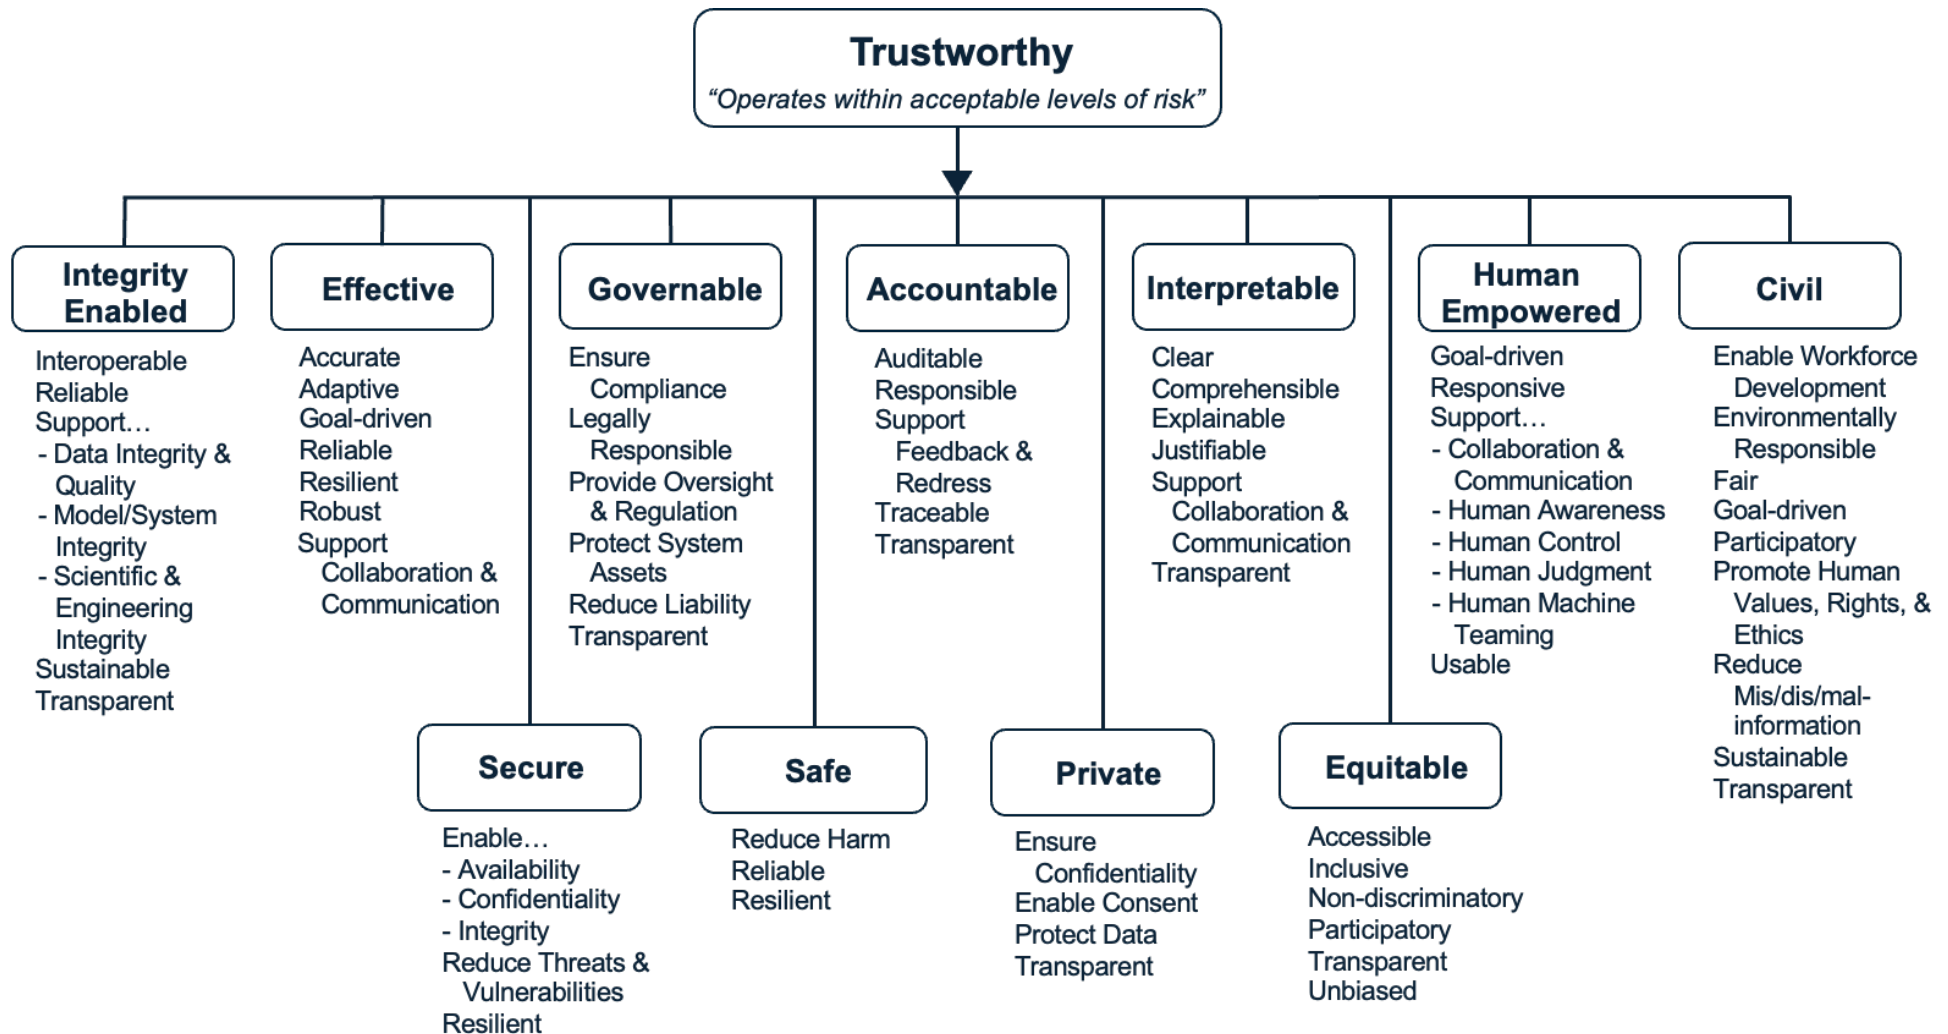 Trustworthy
“Operates within acceptable levels of risk”
Integrity
Enabled
Interoperable
Reliable
Support…
- Data Integrity &
Quality
- Model/System
Integrity
- Scientific &
Engineering
Integrity
Sustainable
Transparent
Effective
Accurate
Adaptive
Goal-driven
Reliable
Resilient
Robust
Support
Collaboration &
Communication
Governable
Ensure
Compliance
Legally
Responsible
Provide Oversight
& Regulation
Protect System
Assets
Reduce Liability
Transparent
Accountable
Auditable
Responsible
Support
Feedback &
Redress
Traceable
Transparent
Interpretable
Clear
Comprehensible
Explainable
Justifiable
Support
Collaboration &
Communication
Transparent
Human
Empowered
Goal-driven
Responsive
Support…
- Collaboration &
Communication
- Human Awareness
- Human Control
- Human Judgment
- Human Machine
Teaming
Usable
Civil
Enable Workforce
Development
Environmentally
Responsible
Fair
Goal-driven
Participatory
Promote Human
Values, Rights, &
Ethics
Reduce
Mis/dis/mal-
information
Sustainable
Transparent
Secure
Enable…
- Availability
- Confidentiality
- Integrity
Reduce Threats &
Vulnerabilities
Resilient
Safe
Reduce Harm
Reliable
Resilient
Private
Ensure
Confidentiality
Enable Consent
Protect Data
Transparent
Equitable
Accessible
Inclusive
Non-discriminatory
Participatory
Transparent
Unbiased